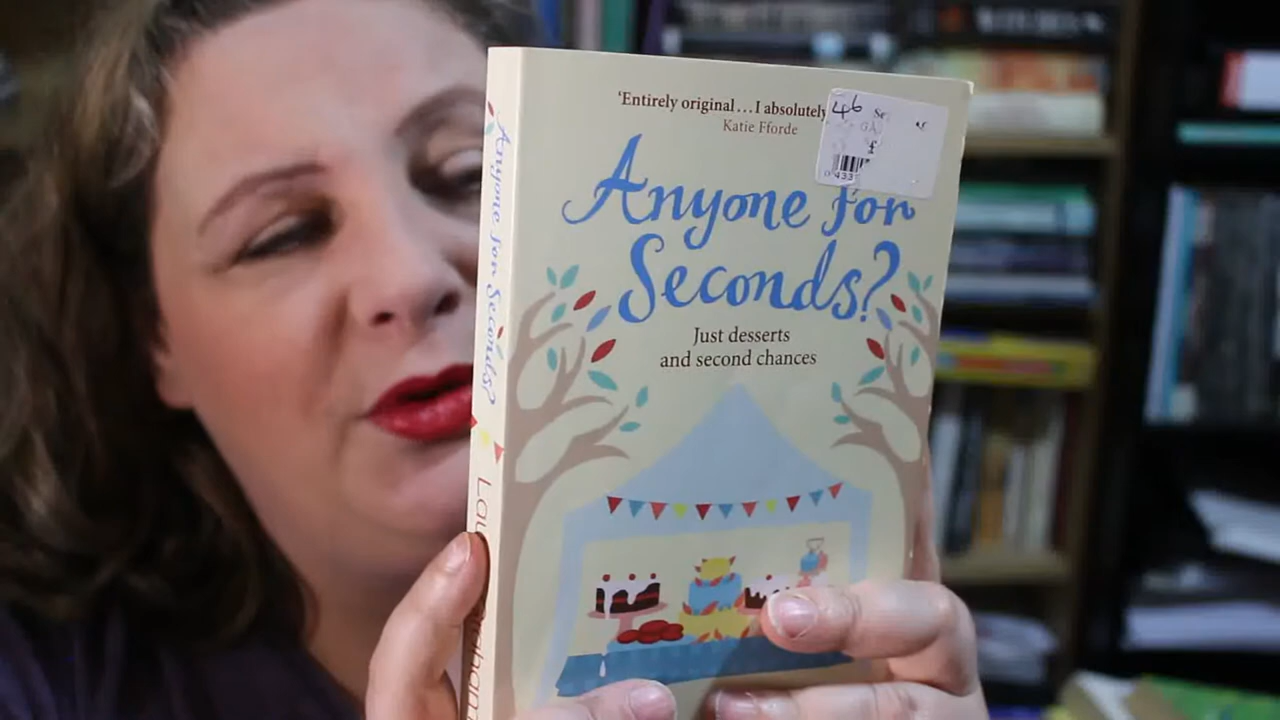 'Entirely original...I absolutely
Katie Fforde
46
£
Anyone for
Seconds?
Just desserts
and second chances
Anyone for Seconds?